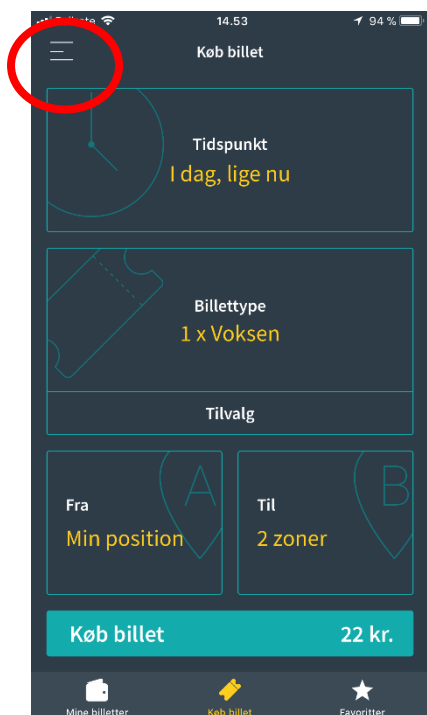 14.53
94 %
Køb billet
Tidspunkt
I dag, lige nu
Billettype
1 x Voksen
Tilvalg
A
B
Fra
Til
Min position
2 zoner
Køb billet
22 kr.
Mine billetter
Køb billet
Favoritter